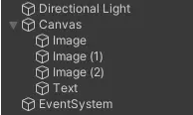 Directional Light
Canvas
Image
Image (1)
Image (2)
Text
EventSystem